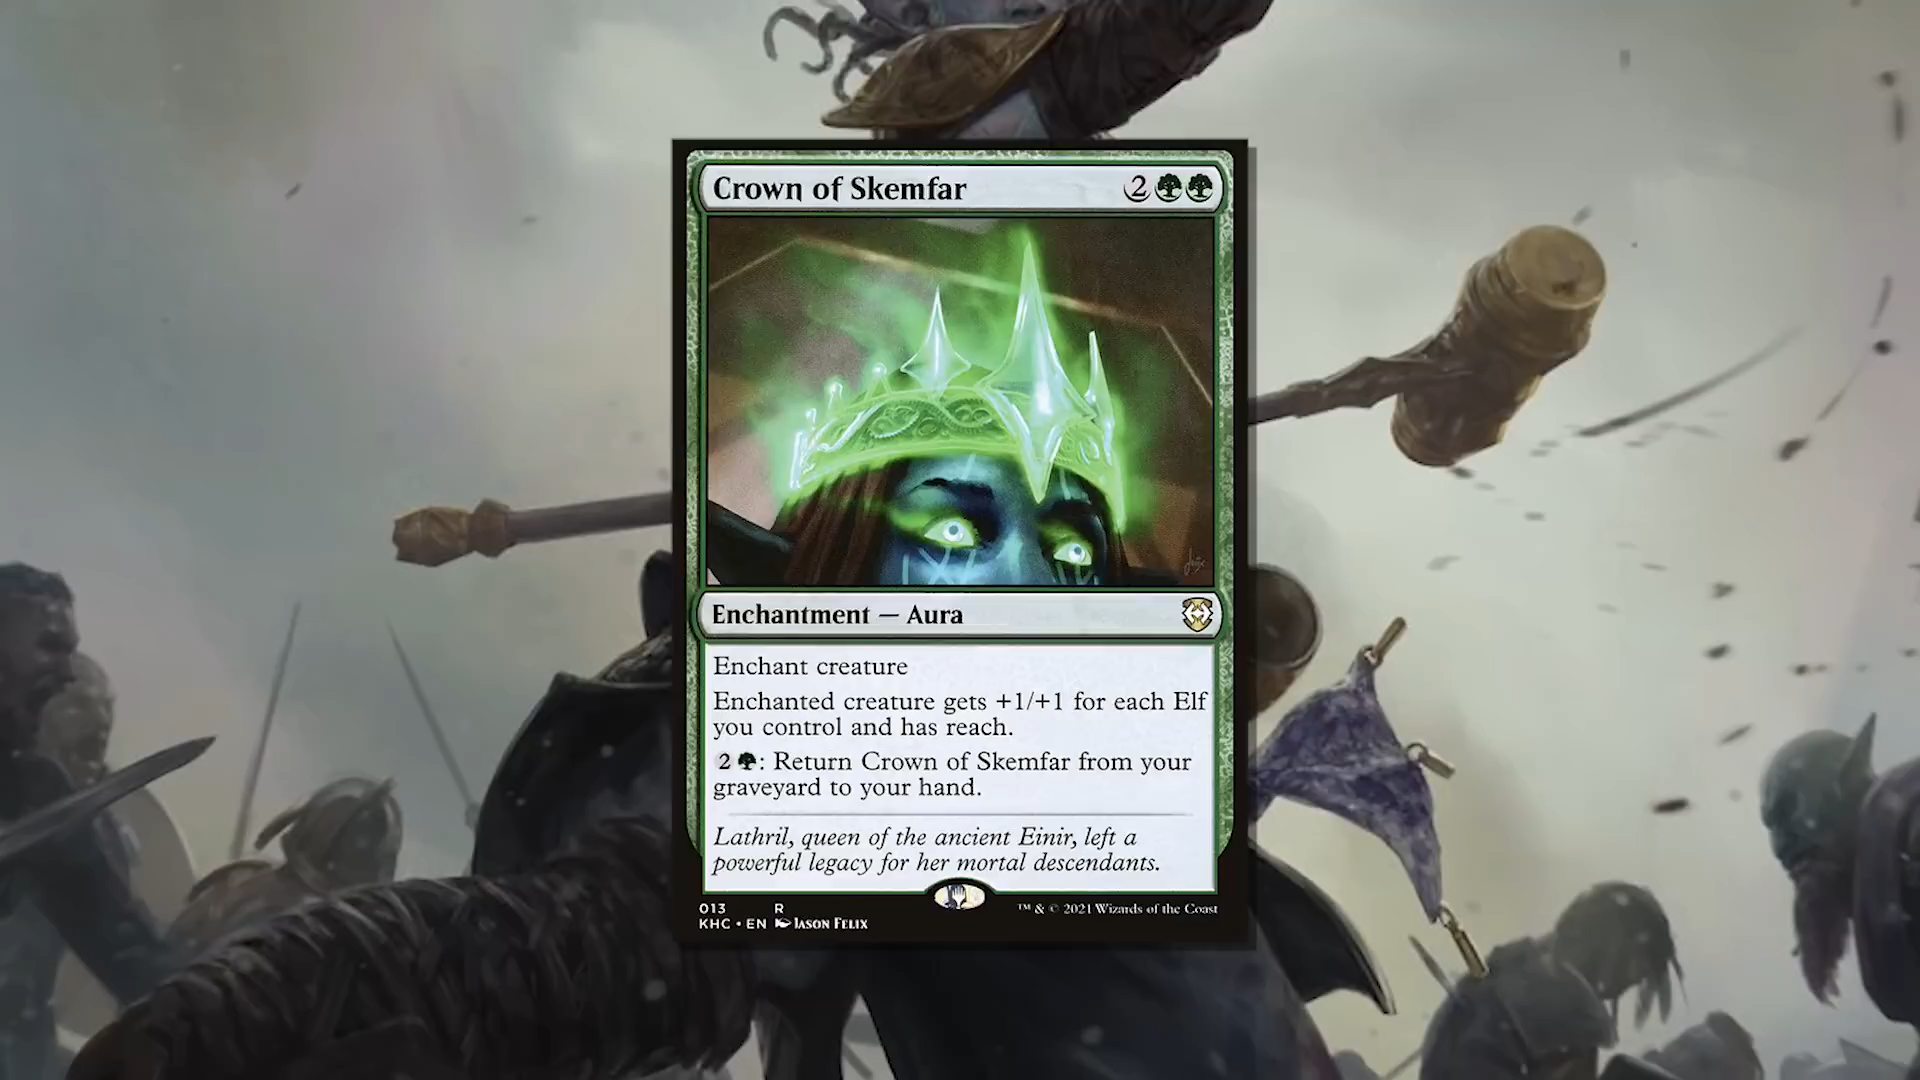 Crown of Skemfar 2
Enchantment — Aura
Enchant creature
Enchanted creature gets +1/+1 for each Elf
you control and has reach.
2 : Return Crown of Skemfar from your
graveyard to your hand.
Lathril, queen of the ancient Einir, left a
powerful legacy for her mortal descendants.
013 R
KHC • EN Jason Felix
™ & © 2021 Wizards of the Coast